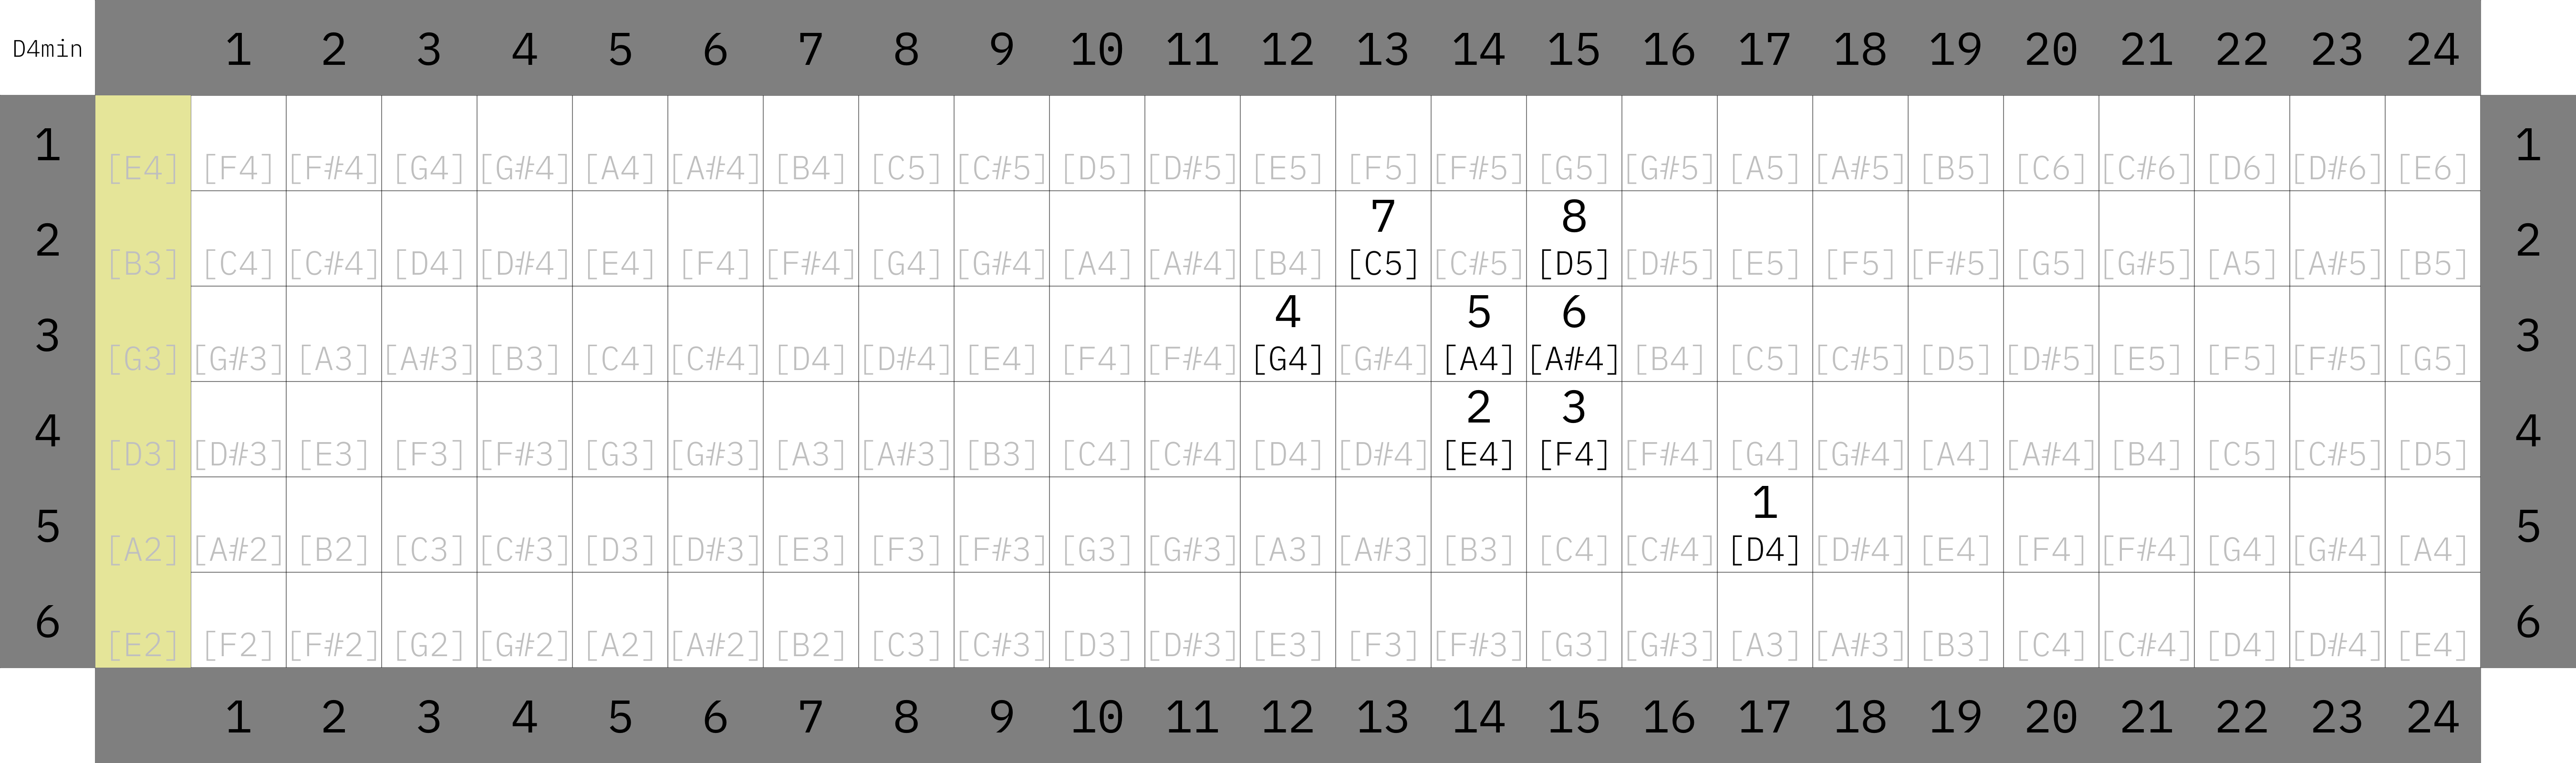 D4min 1 2 3 4 5 6 7 8 9 10 11 12 13 14 15 16 17 18 19 20 21 22 23 24
1 1
[E4] [F4] [F#4] [G4] [G#4] [A4] [A#4] [B4] [C5] [C#5] [D5] [D#5] [E5] [F5] [F#5] [G5] [G#5] [A5] [A#5] [B5] [C6] [C#6] [D6] [D#6] [E6]
2 7 8 2
[B3] [C4] [C#4] [D4] [D#4] [E4] [F4] [F#4] [G4] [G#4] [A4] [A#4] [B4] [C5] [C#5] [D5] [D#5] [E5] [F5] [F#5] [G5] [G#5] [A5] [A#5] [B5]
3 4 5 6 3
[G3] [G#3] [A3] [A#3] [B3] [C4] [C#4] [D4] [D#4] [E4] [F4] [F#4] [G4] [G#4] [A4] [A#4] [B4] [C5] [C#5] [D5] [D#5] [E5] [F5] [F#5] [G5]
4 2 3 4
[D3] [D#3] [E3] [F3] [F#3] [G3] [G#3] [A3] [A#3] [B3] [C4] [C#4] [D4] [D#4] [E4] [F4] [F#4] [G4] [G#4] [A4] [A#4] [B4] [C5] [C#5] [D5]
5 1 5
[A2] [A#2] [B2] [C3] [C#3] [D3] [D#3] [E3] [F3] [F#3] [G3] [G#3] [A3] [A#3] [B3] [C4] [C#4] [D4] [D#4] [E4] [F4] [F#4] [G4] [G#4] [A4]
6 6
[E2] [F2] [F#2] [G2] [G#2] [A2] [A#2] [B2] [C3] [C#3] [D3] [D#3] [E3] [F3] [F#3] [G3] [G#3] [A3] [A#3] [B3] [C4] [C#4] [D4] [D#4] [E4]
1 2 3 4 5 6 7 8 9 10 11 12 13 14 15 16 17 18 19 20 21 22 23 24